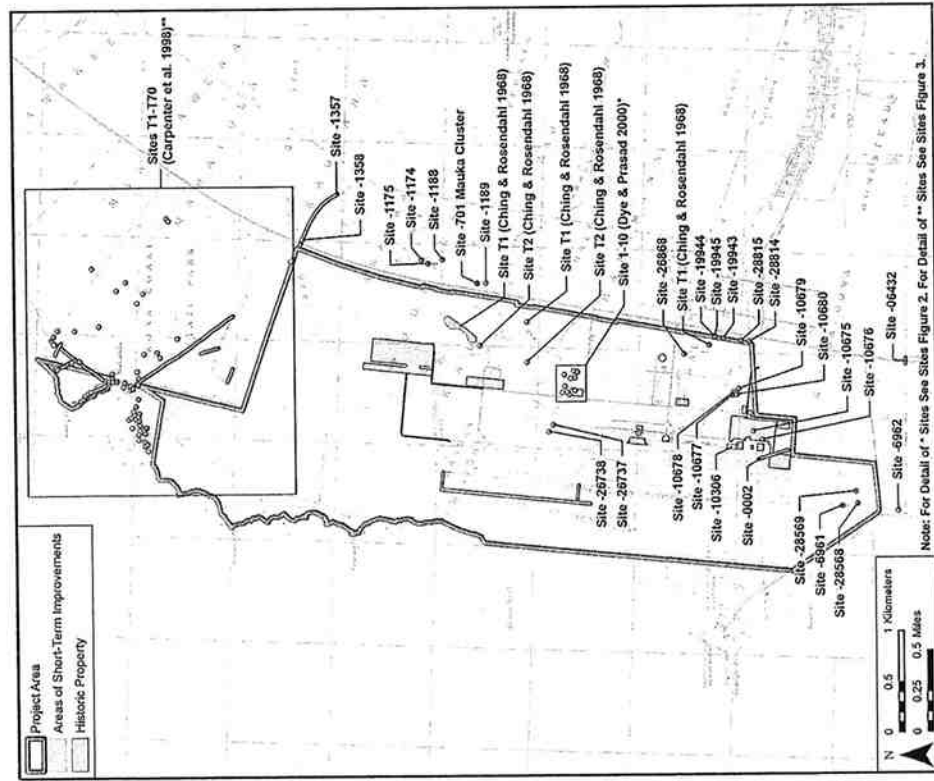 Project Area
Areas of Short-Term Improvements
Historic Property
Sites T1-T70
(Carpenter et al. 1998)**
Site -1357
Site -1358
Site -1175
Site -1174
Site -1188
Site -701 Mauka Cluster
Site -1189
Site T1 (Ching & Rosendahl 1968)
Site T2 (Ching & Rosendahl 1968)
Site T1 (Ching & Rosendahl 1968)
Site T2 (Ching & Rosendahl 1968)
Site 1-10 (Dye & Prasad 2000)*
Site -26868
Site T1 (Ching & Rosendahl 1968)
Site -19944
Site -19945
Site -19943
Site -28815
Site -28814
Site -10679
Site -10680
Site -10675
Site -10676
Site -06432
Site -26738
Site -26737
Site -10678
Site -10677
Site -10306
Site -0002
Site -28569
Site -6961
Site -28568
Site -6962
N
0 0.5 1 Kilometers
0 0.25 0.5 Miles
Note: For Detail of * Sites See Sites Figure 2. For Detail of ** Sites See Sites Figure 3.